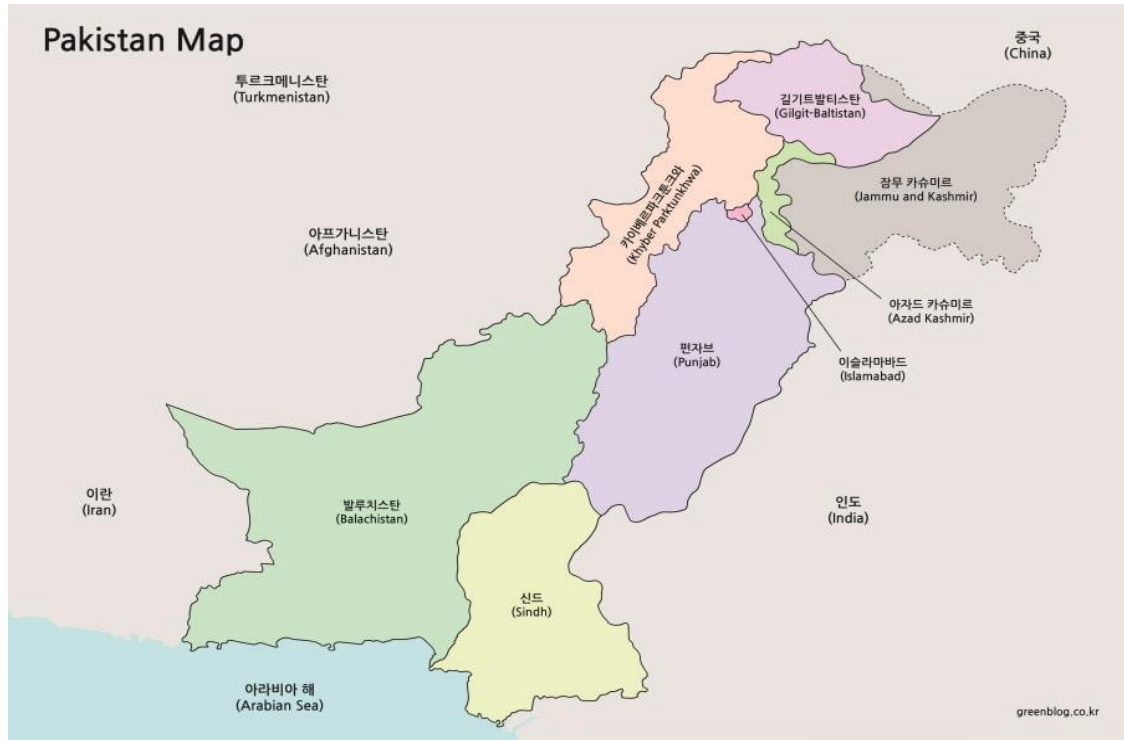 Pakistan Map
중국
(China)
투르크메니스탄
(Turkmenistan)
길기트발티스탄
(Gilgit-Baltistan)
잠무 카슈미르
(Jammu and Kashmir)
카이베르파크툰크와
(Khyber Parktunkhwa)
아프가니스탄
(Afghanistan)
아자드 카슈미르
(Azad Kashmir)
펀자브
(Punjab)
이슬라마바드
(Islamabad)
이란
(Iran)
발루치스탄
(Balachistan)
인도
(India)
신드
(Sindh)
아라비아 해
(Arabian Sea)
greenblog.co.kr